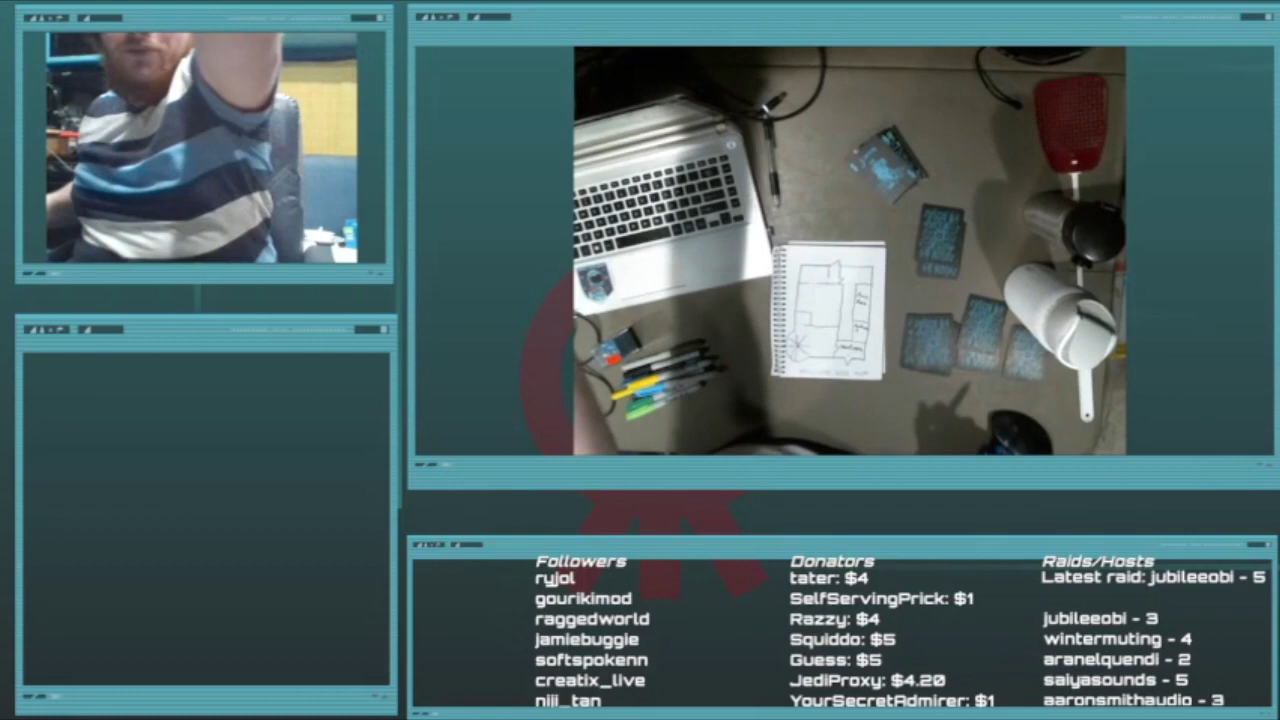 Followers
ryjol
gourikimod
raggedworld
jamiebuggie
softspokenn
creatix_live
niji_tan
Donators
tater: $4
SelfServingPrick: $1
Razzy: $4
Squiddo: $5
Guess: $5
JediProxy: $4.20
YourSecretAdmirer: $1
Raids/Hosts
Latest raid: jubileeobi - 5
jubileeobi - 3
wintermuting - 4
aranelquendi - 2
saiyasounds - 5
aaronsmithaudio - 3